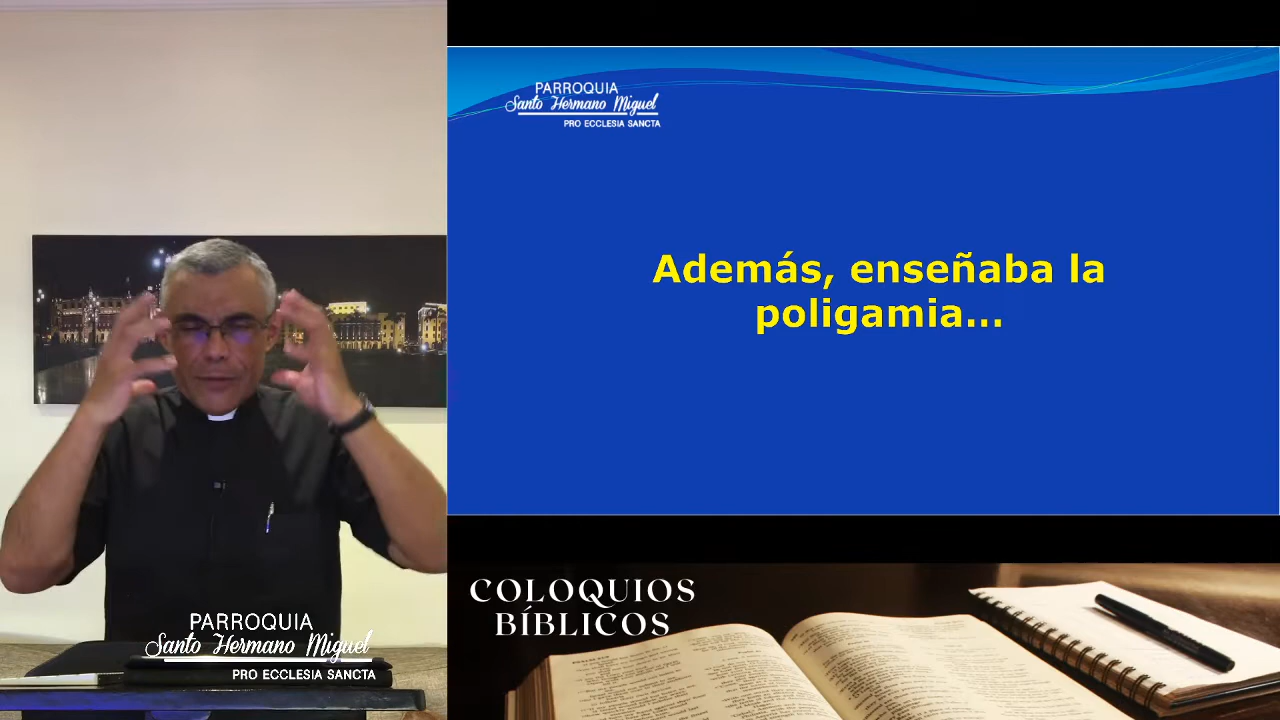 PARROQUIA
Santo Hermano Miguel
PRO ECCLESIA SANCTA
Además, enseñaba la
poligamia...
COLOQUIOS
BÍBLICOS
PARROQUIA
Santo Hermano Miguel
PRO ECCLESIA SANCTA